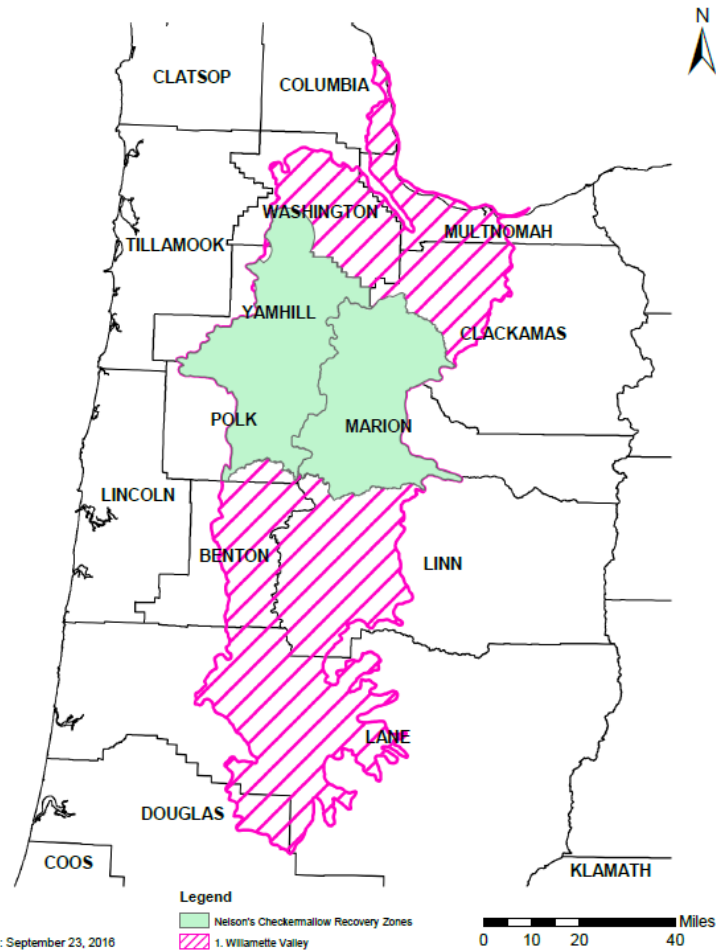 N
CLATSOP
COLUMBIA
WASHINGTON
TILLAMOOK
MULTNOMAH
YAMHILL
CLACKAMAS
POLK
MARION
LINCOLN
BENTON
LINN
LANE
DOUGLAS
COOS
KLAMATH
Legend
Nelson's Checkermallow Recovery Zones
1. Willamette Valley
Miles
0 10 20 40
: September 23, 2016